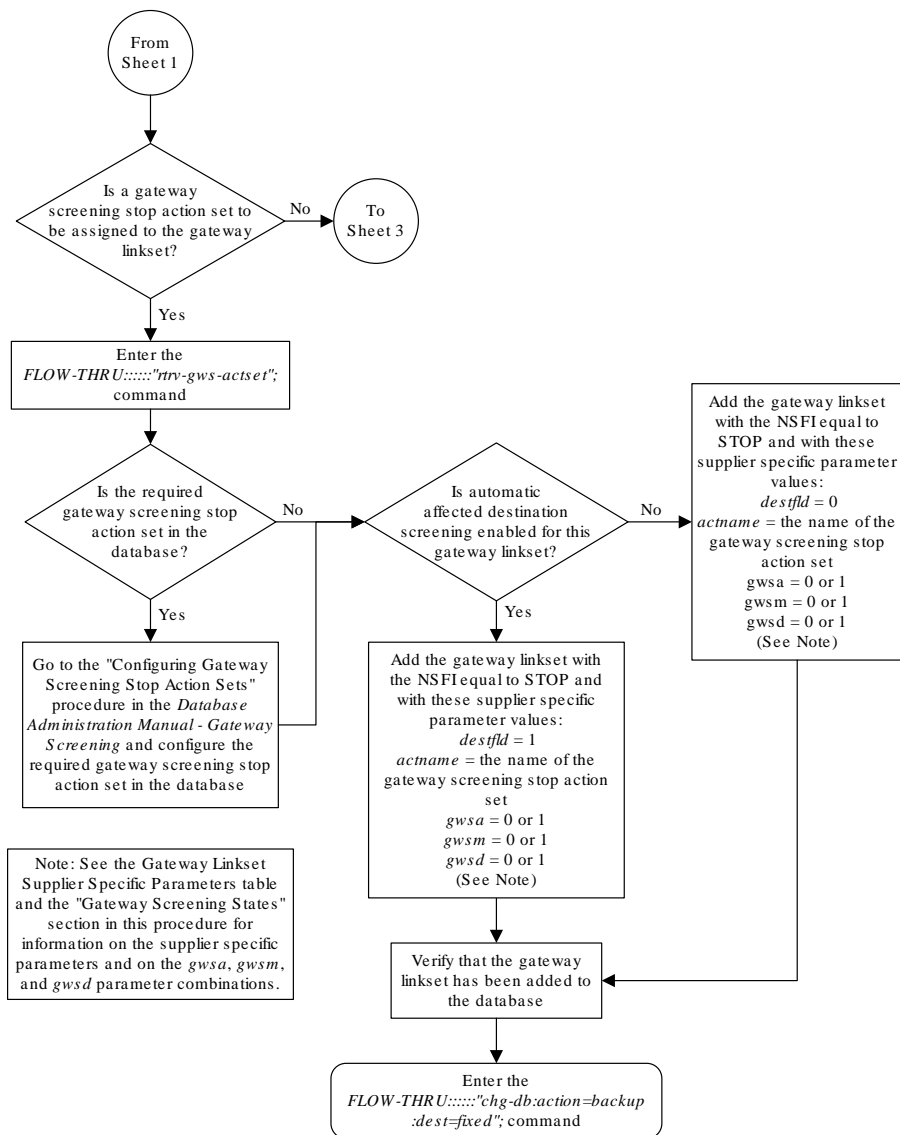 From
Sheet 1
Is a gateway
screening stop action set to
be assigned to the gateway
linkset?
No
To
Sheet 3
Yes
Enter the
FLOW-THRU::::::"rtrv-gws-actset";
command
Is the required
gateway screening stop
action set in the
database?
No
Yes
Go to the "Configuring Gateway
Screening Stop Action Sets"
procedure in the Database
Administration Manual - Gateway
Screening and configure the
required gateway screening stop
action set in the database
Is automatic
affected destination
screening enabled for this
gateway linkset?
No
Yes
Add the gateway linkset
with the NSFI equal to
STOP and with these
supplier specific parameter
values:
destfld = 0
actname = the name of the
gateway screening stop
action set
gwsa = 0 or 1
gwsm = 0 or 1
gwsd = 0 or 1
(See Note)
Add the gateway linkset with
the NSFI equal to STOP and
with these supplier specific
parameter values:
destfld = 1
actname = the name of the
gateway screening stop action
set
gwsa = 0 or 1
gwsm = 0 or 1
gwsd = 0 or 1
(See Note)
Note: See the Gateway Linkset
Supplier Specific Parameters table
and the "Gateway Screening States"
section in this procedure for
information on the supplier specific
parameters and on the gwsa, gwsm,
and gwsd parameter combinations.
Verify that the gateway
linkset has been added to
the database
Enter the
FLOW-THRU::::::"chg-db:action=backup
:dest=fixed"; command